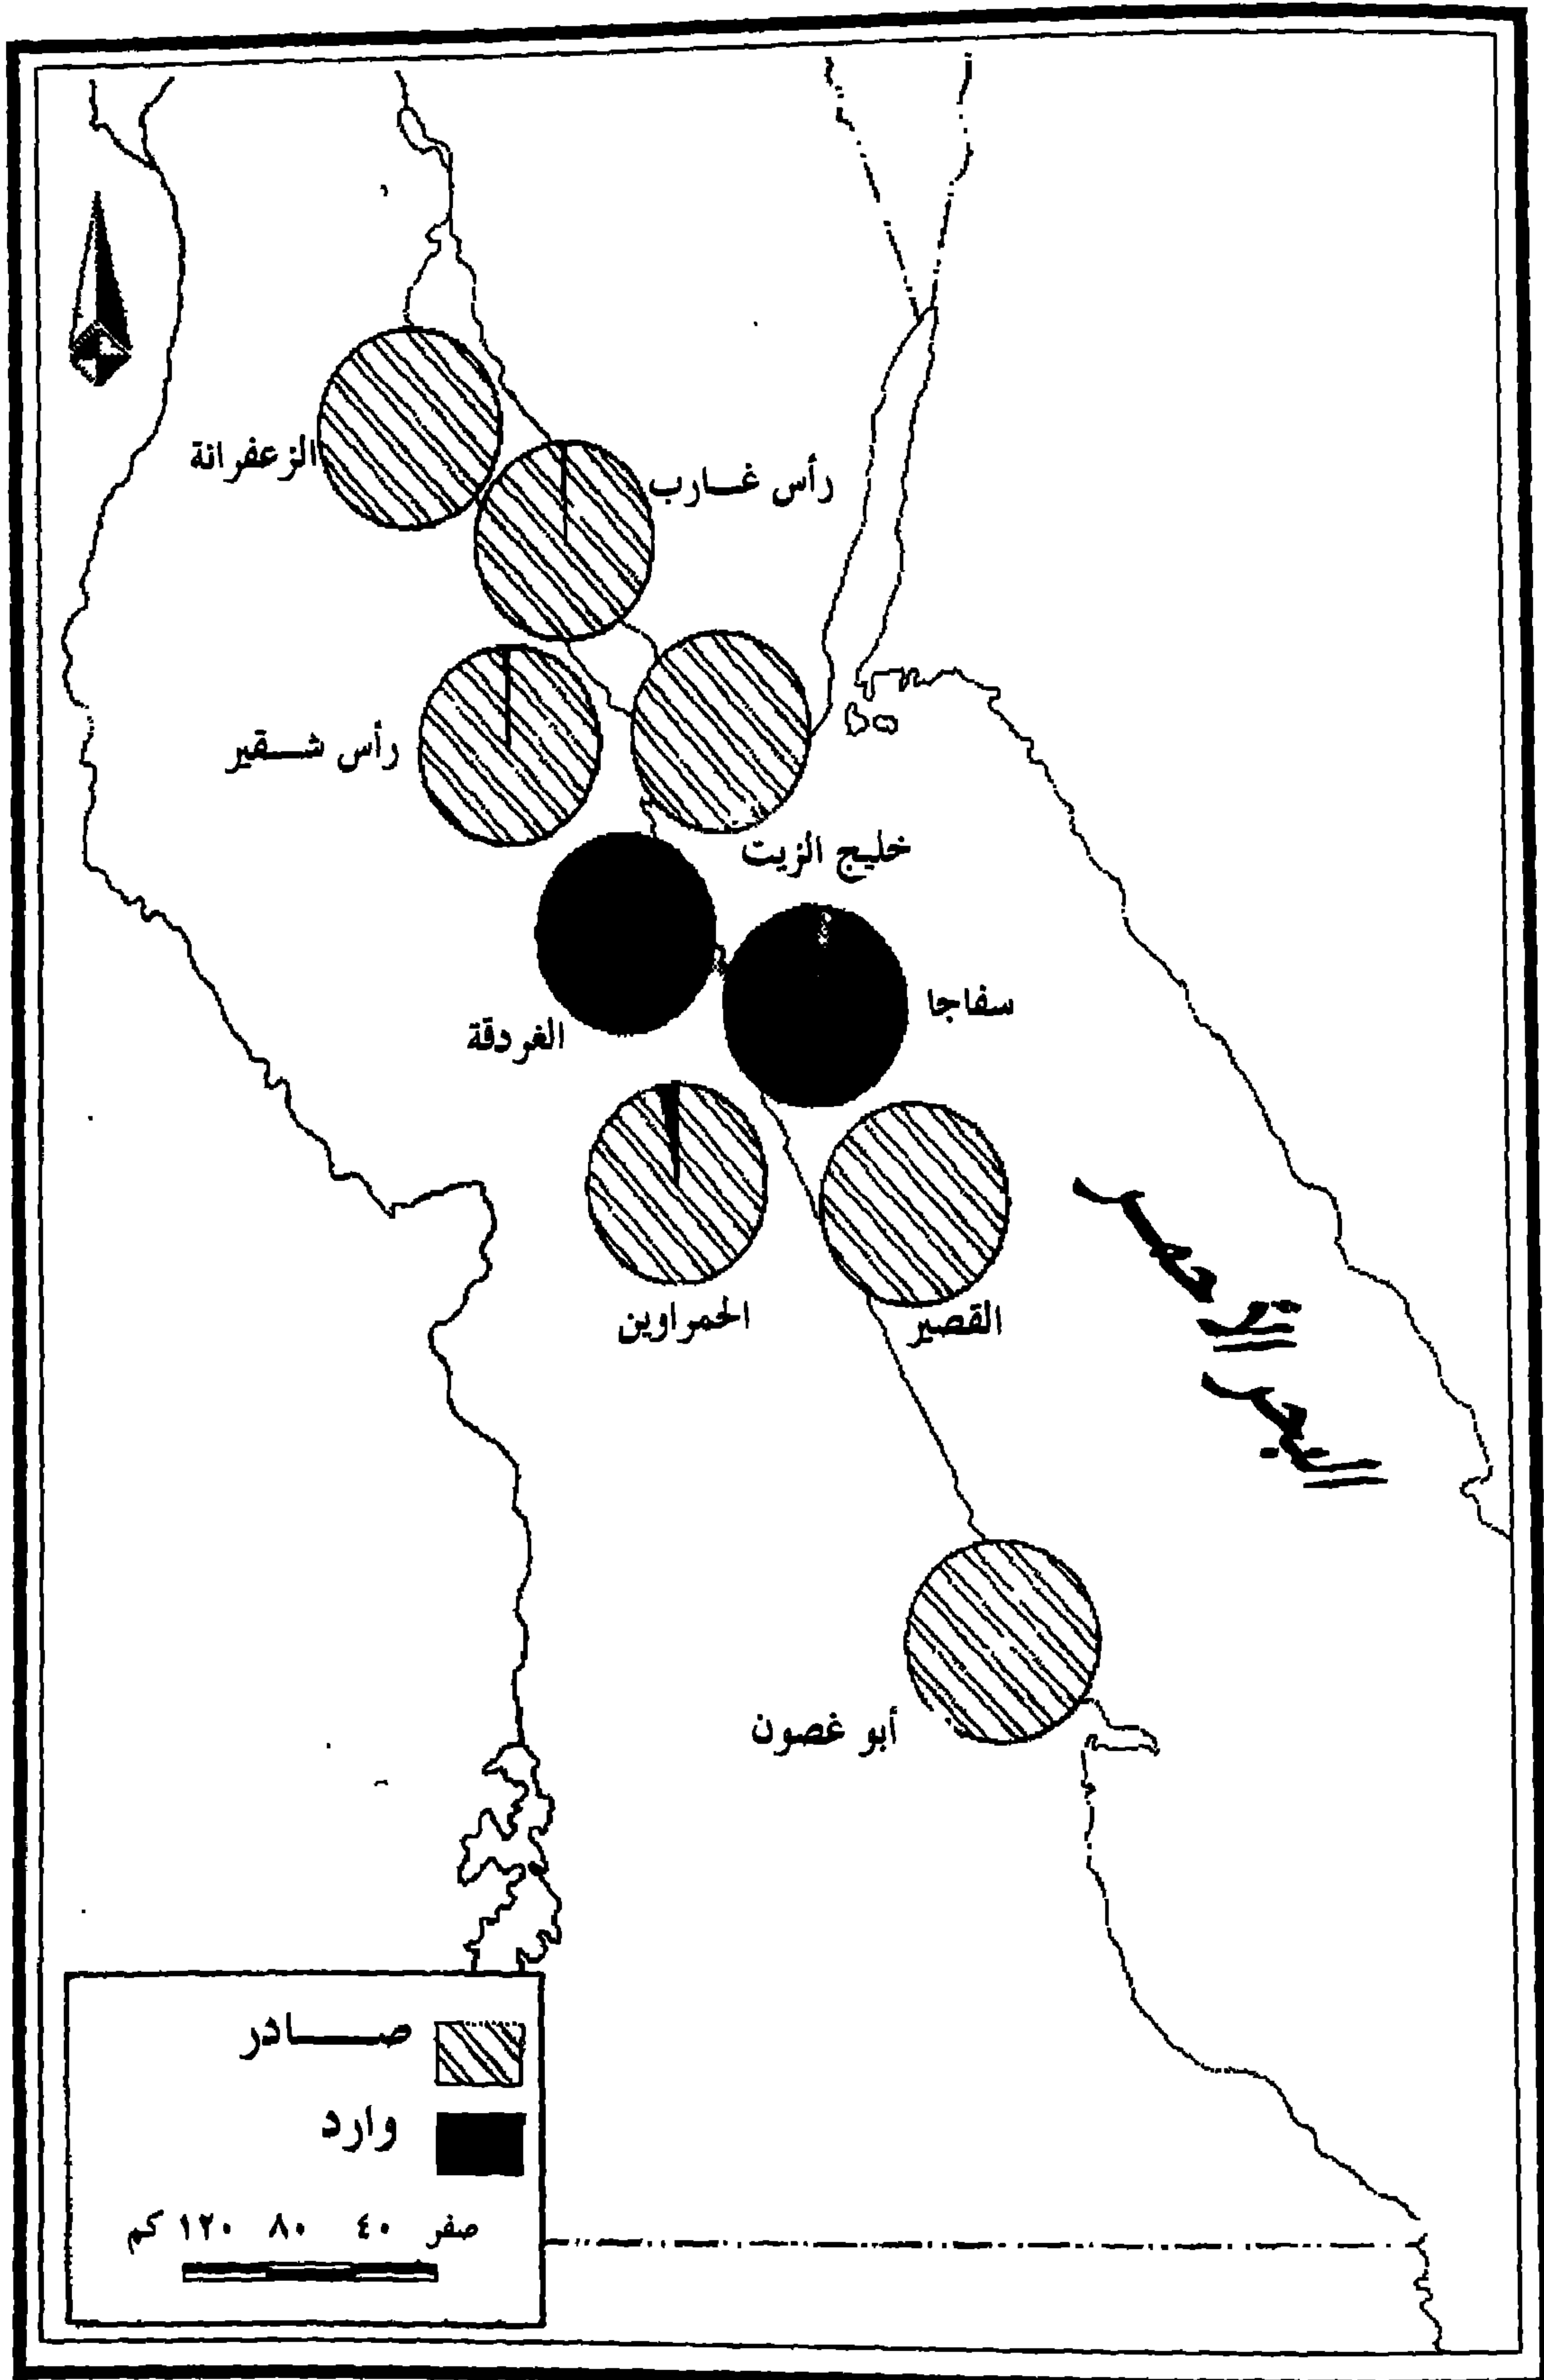 الزعفرانة
رأس غارب
رأس شقير
خليج الزيت
الغردقة
سفاجا
الحمراوين
القصير
البحر
الأحمر
أبو غصون
صادر
وارد
صفر ٤٠ ٨٠ ١٢٠ كم